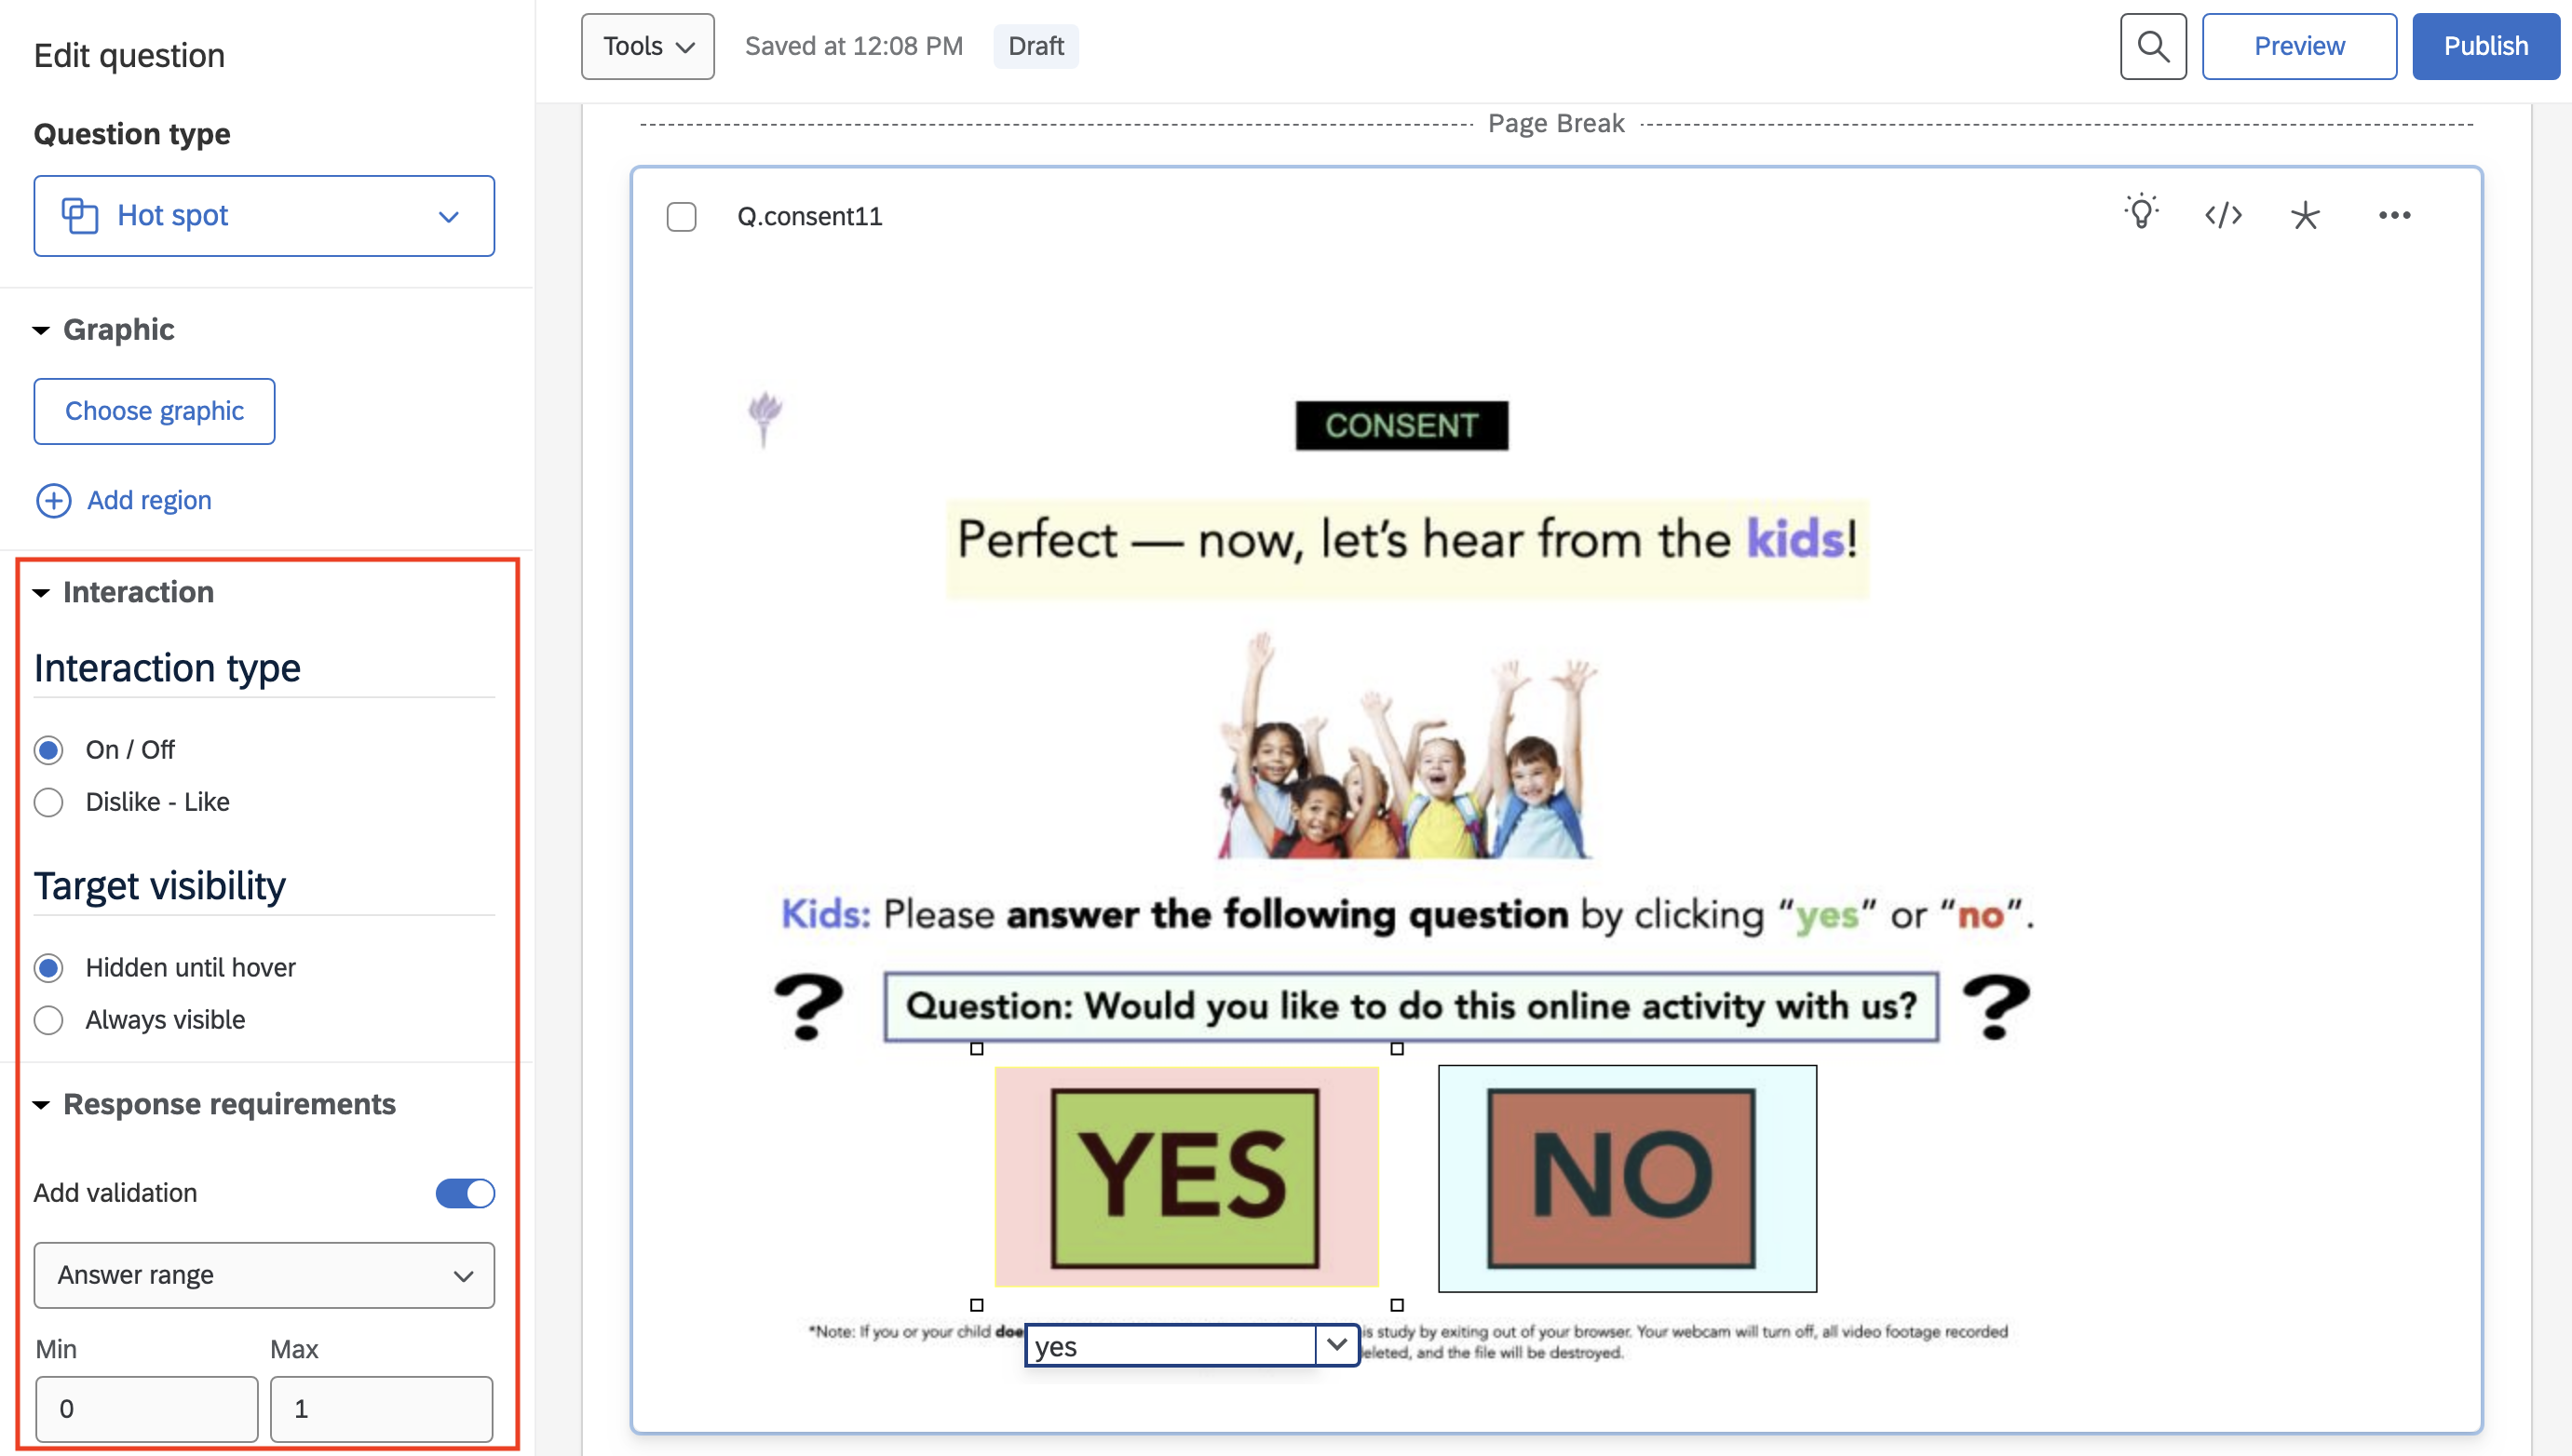 Edit question
Question type
Hot spot
Graphic
Choose graphic
Add region
Interaction
Interaction type
On / Off
Dislike - Like
Target visibility
Hidden until hover
Always visible
Response requirements
Add validation
Answer range
Min Max
0 1
Tools Saved at 12:08 PM Draft Preview Publish
Page Break
Q.consent11
CONSENT
Perfect — now, let’s hear from the kids!
Kids: Please answer the following question by clicking “yes” or “no”.
? Question: Would you like to do this online activity with us? ?
YES NO
*Note: If you or your child doe is study by exiting out of your browser. Your webcam will turn off, all video footage recorded
yes eleted, and the file will be destroyed.